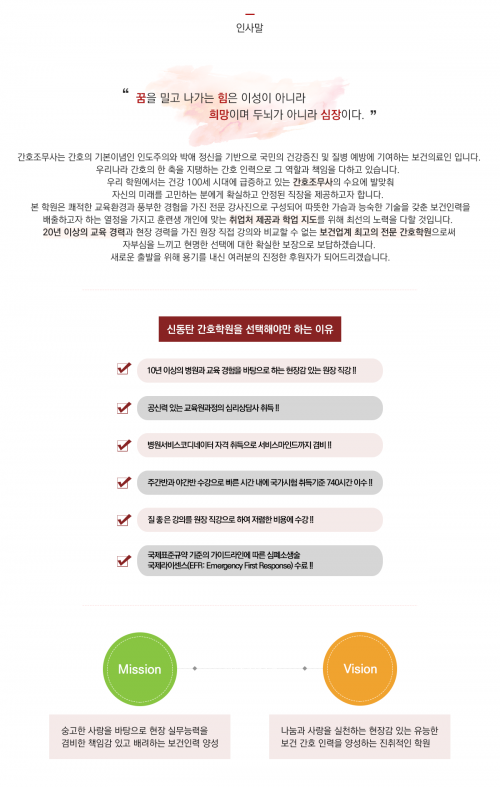 인사말
“ 꿈을 밀고 나가는 힘은 이성이 아니라
희망이며 두뇌가 아니라 심장이다. ”
간호조무사는 간호의 기본이념인 인도주의와 박애 정신을 기반으로 국민의 건강증진 및 질병 예방에 기여하는 보건의료인 입니다.
우리나라 간호의 한 축을 지탱하는 간호 인력으로 그 역할과 책임을 다하고 있습니다.
우리 학원에서는 건강 100세 시대에 급증하고 있는 간호조무사의 수요에 발맞춰
자신의 미래를 고민하는 분에게 확실하고 안정된 직장을 제공하고자 합니다.
본 학원은 쾌적한 교육환경과 풍부한 경험을 가진 전문 강사진으로 구성되어 따뜻한 가슴과 능숙한 기술을 갖춘 보건인력을
배출하고자 하는 열정을 가지고 훈련생 개인에 맞는 취업처 제공과 학업 지도를 위해 최선의 노력을 다할 것입니다.
20년 이상의 교육 경력과 현장 경력을 가진 원장 직접 강의와 비교할 수 없는 보건업계 최고의 전문 간호학원으로써
자부심을 느끼고 현명한 선택에 대한 확실한 보장으로 보답하겠습니다.
새로운 출발을 위해 용기를 내신 여러분의 진정한 후원자가 되어드리겠습니다.
신동탄 간호학원을 선택해야만 하는 이유
10년 이상의 병원과 교육 경험을 바탕으로 하는 현장감 있는 원장 직강 !!
공신력 있는 교육원과정의 심리상담사 취득 !!
병원서비스코디네이터 자격 취득으로 서비스마인드까지 겸비 !!
주간반과 야간반 수강으로 빠른 시간 내에 국가시험 취득기준 740시간 이수 !!
질 좋은 강의를 원장 직강으로 하여 저렴한 비용에 수강 !!
국제표준규약 기준의 가이드라인에 따른 심폐소생술
국제라이센스(EFR: Emergency First Response) 수료 !!
Mission
Vision
숭고한 사랑을 바탕으로 현장 실무능력을
겸비한 책임감 있고 배려하는 보건인력 양성
나눔과 사랑을 실천하는 현장감 있는 유능한
보건 간호 인력을 양성하는 진취적인 학원